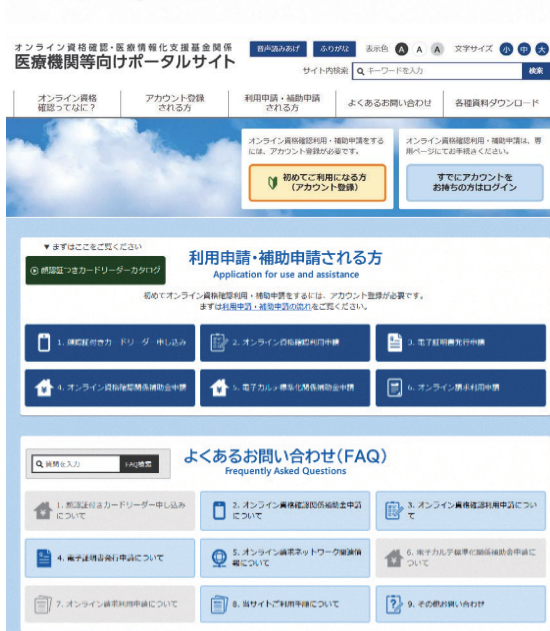 オンライン資格確認・医療情報化支援基金関係
医療機関等向けポータルサイト
音声読みあげ ふりがな 表示色 A A A 文字サイズ 小 中 大
サイト内検索 キーワードを入力 検索
オンライン資格
確認ってなに？
アカウント登録
される方
利用申請・補助申請
される方
よくあるお問い合わせ
各種資料ダウンロード
オンライン資格確認利用・補助申請をする
には、アカウント登録が必要です。
初めてご利用になる方
（アカウント登録）
オンライン資格確認利用・補助申請は、専
用ページにてお手続きください。
すでにアカウントを
お持ちの方はログイン
▼まずはここをご覧ください
顔認証つきカードリーダーカタログ
利用申請・補助申請される方
Application for use and assistance
初めてオンライン資格確認利用・補助申請をするには、アカウント登録が必要です。
まずは利用申請・補助申請の流れをご覧ください。
1. 顔認証付きカードリーダー申し込み
2. オンライン資格確認利用申請
3. 電子証明書発行申請
4. オンライン資格確認関係補助金申請
5. 電子カルテ標準化関係補助金申請
6. オンライン請求利用申請
質問を入力 FAQ検索
よくあるお問い合わせ(FAQ)
Frequently Asked Questions
1. 顔認証付きカードリーダー申し込み
について
2. オンライン資格確認関係補助金申請
について
3. オンライン資格確認利用申請につい
て
4. 電子証明書発行申請について
5. オンライン請求ネットワーク関連情
報について
6. 電子カルテ標準化関係補助金申請に
ついて
7. オンライン請求利用申請について
8. 当サイトご利用手順について
9. その他お問い合わせ